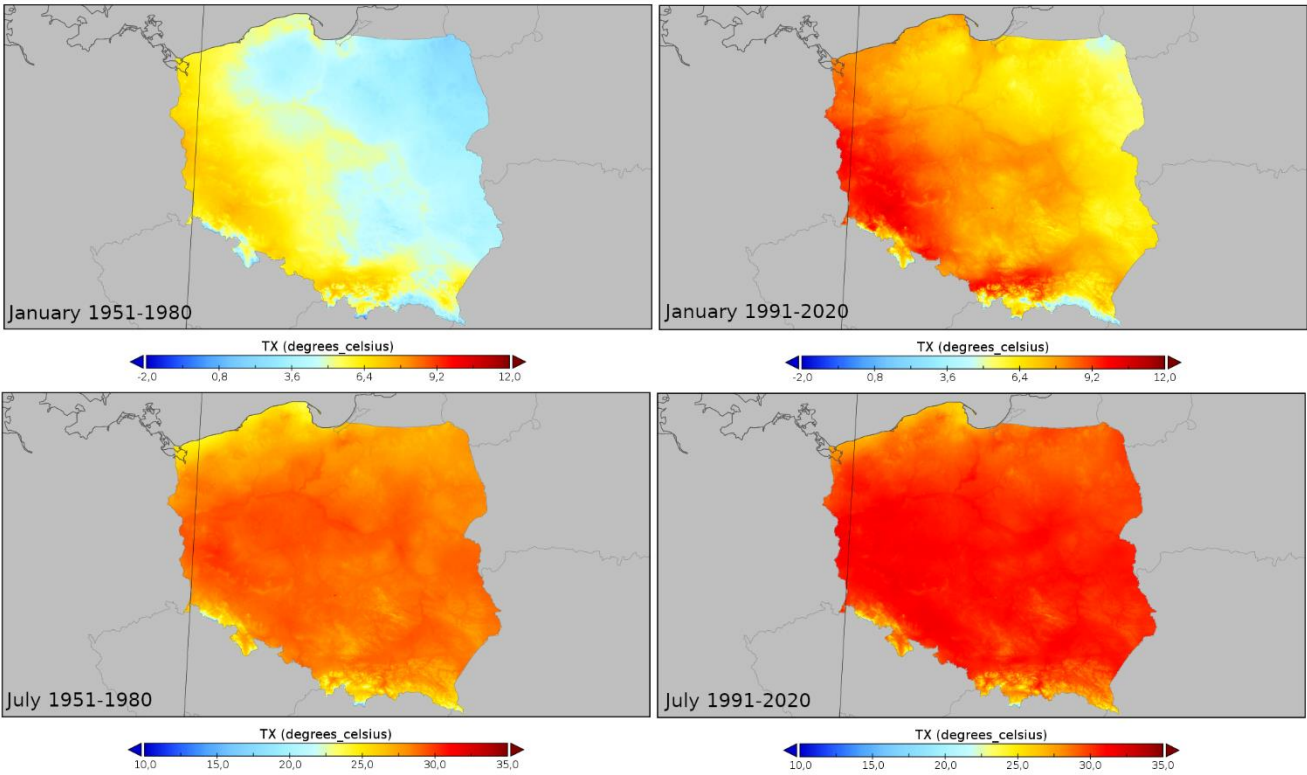 January 1951-1980
TX (degrees_celsius)
-2,0 0,8 3,6 6,4 9,2 12,0
January 1991-2020
TX (degrees_celsius)
-2,0 0,8 3,6 6,4 9,2 12,0
July 1951-1980
TX (degrees_celsius)
10,0 15,0 20,0 25,0 30,0 35,0
July 1991-2020
TX (degrees_celsius)
10,0 15,0 20,0 25,0 30,0 35,0